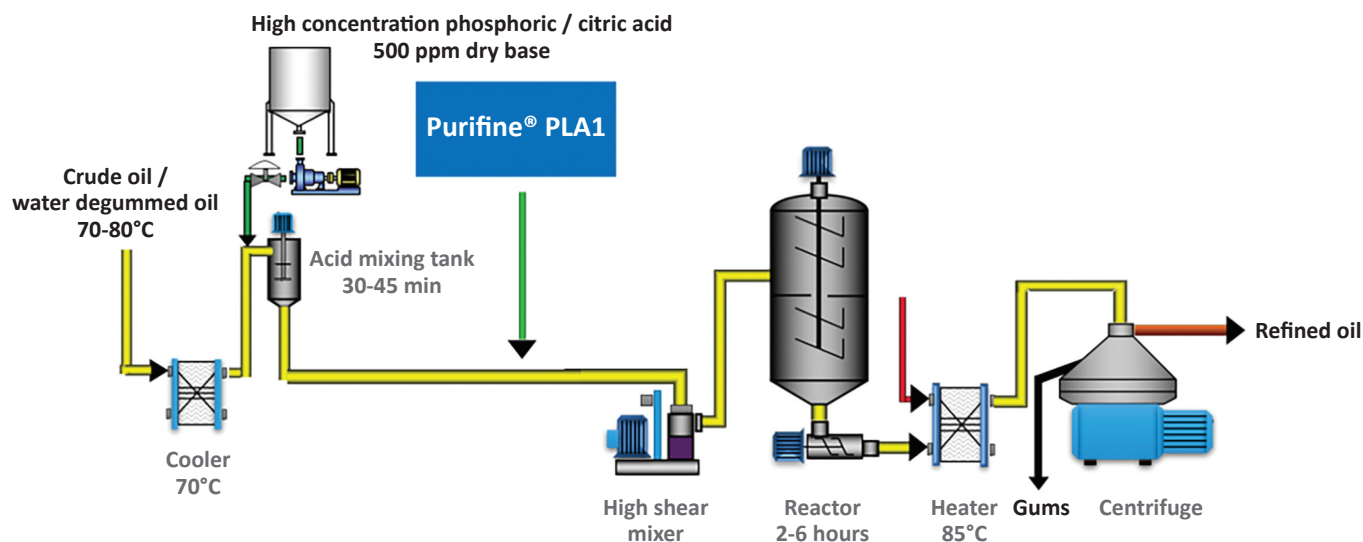 High concentration phosphoric / citric acid
500 ppm dry base
Purifine® PLA1
Crude oil /
water degummed oil
70-80°C
Acid mixing tank
30-45 min
Refined oil
Cooler
70°C
High shear
mixer
Reactor
2-6 hours
Heater
85°C
Gums
Centrifuge